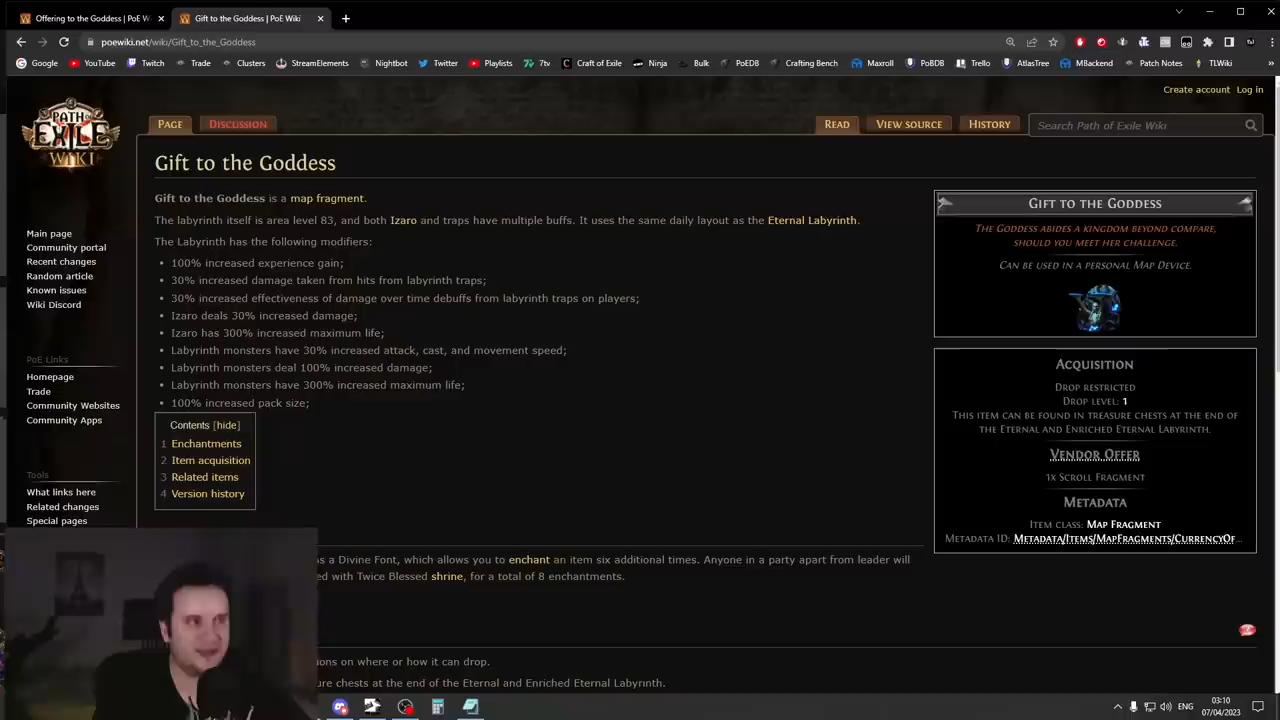 Offering to the Goddess | PoE W
Gift to the Goddess | PoE Wiki
poewiki.net/wiki/Gift_to_the_Goddess
Google YouTube Twitch Trade Clusters StreamElements Nightbot Twitter Playlists 7tv Craft of Exile Ninja Bulk PoEDB Crafting Bench Maxroll PoBDB Trello AtlasTree MBackend Patch Notes TLWiki
Create account Log in
PATH OF EXILE WIKI
Page Discussion Read View source History Search Path of Exile Wiki
Gift to the Goddess
Gift to the Goddess is a map fragment.
The labyrinth itself is area level 83, and both Izaro and traps have multiple buffs. It uses the same daily layout as the Eternal Labyrinth.
The Labyrinth has the following modifiers:
100% increased experience gain;
30% increased damage taken from hits from labyrinth traps;
30% increased effectiveness of damage over time debuffs from labyrinth traps on players;
Izaro deals 30% increased damage;
Izaro has 300% increased maximum life;
Labyrinth monsters have 30% increased attack, cast, and movement speed;
Labyrinth monsters deal 100% increased damage;
Labyrinth monsters have 300% increased maximum life;
100% increased pack size;
Contents [hide]
1 Enchantments
2 Item acquisition
3 Related items
4 Version history
s a Divine Font, which allows you to enchant an item six additional times. Anyone in a party apart from leader will
ed with Twice Blessed shrine, for a total of 8 enchantments.
ions on where or how it can drop.
ure chests at the end of the Eternal and Enriched Eternal Labyrinth.
Main page
Community portal
Recent changes
Random article
Known issues
Wiki Discord
PoE Links
Homepage
Trade
Community Websites
Community Apps
Tools
What links here
Related changes
Special pages
Gift to the Goddess
The Goddess abides a kingdom beyond compare,
should you meet her challenge.
Can be used in a personal Map Device.
Acquisition
Drop restricted
Drop level: 1
This item can be found in treasure chests at the end of
the Eternal and Enriched Eternal Labyrinth.
Vendor Offer
1x Scroll Fragment
Metadata
Item class: Map Fragment
Metadata ID: Metadata/Items/MapFragments/CurrencyOf...
ENG
03:10
07/04/2023